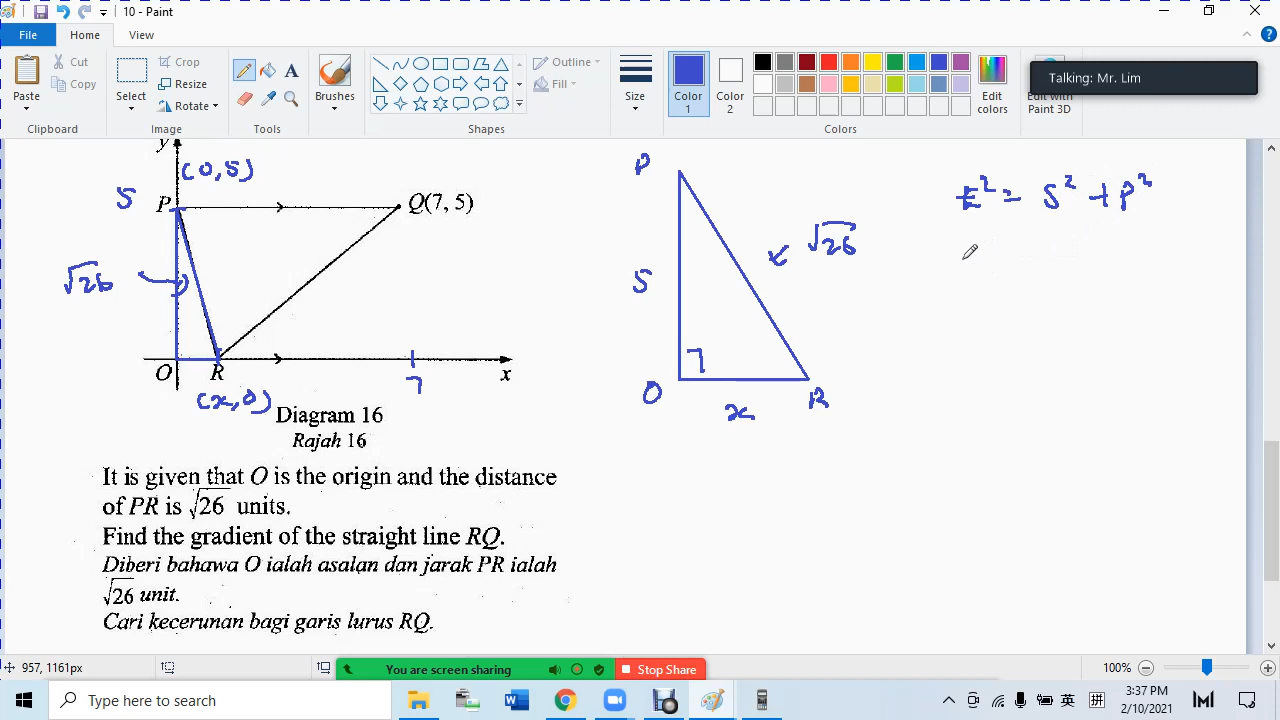 10 - Paint
File Home View
Paste Cut Copy Clipboard
Select Crop Resize Rotate Image
A Tools
Brushes
Outline Fill Shapes
Size
Color 1 Color 2 Edit colors Colors
Edit with Paint 3D
Talking: Mr. Lim
y
(0,5)
5 P Q(7, 5)
√26
O R 7 x
(x,0)
Diagram 16
Rajah 16
It is given that O is the origin and the distance
of PR is √26 units.
Find the gradient of the straight line RQ.
Diberi bahawa O ialah asalan dan jarak PR ialah
√26 unit.
Cari kecerunan bagi garis lurus RQ.
P
5 t √26
O x R
t² = S² + P²
957, 1161px
You are screen sharing Stop Share
100%
Type here to search
英 拼
3:37 PM
2/10/2021